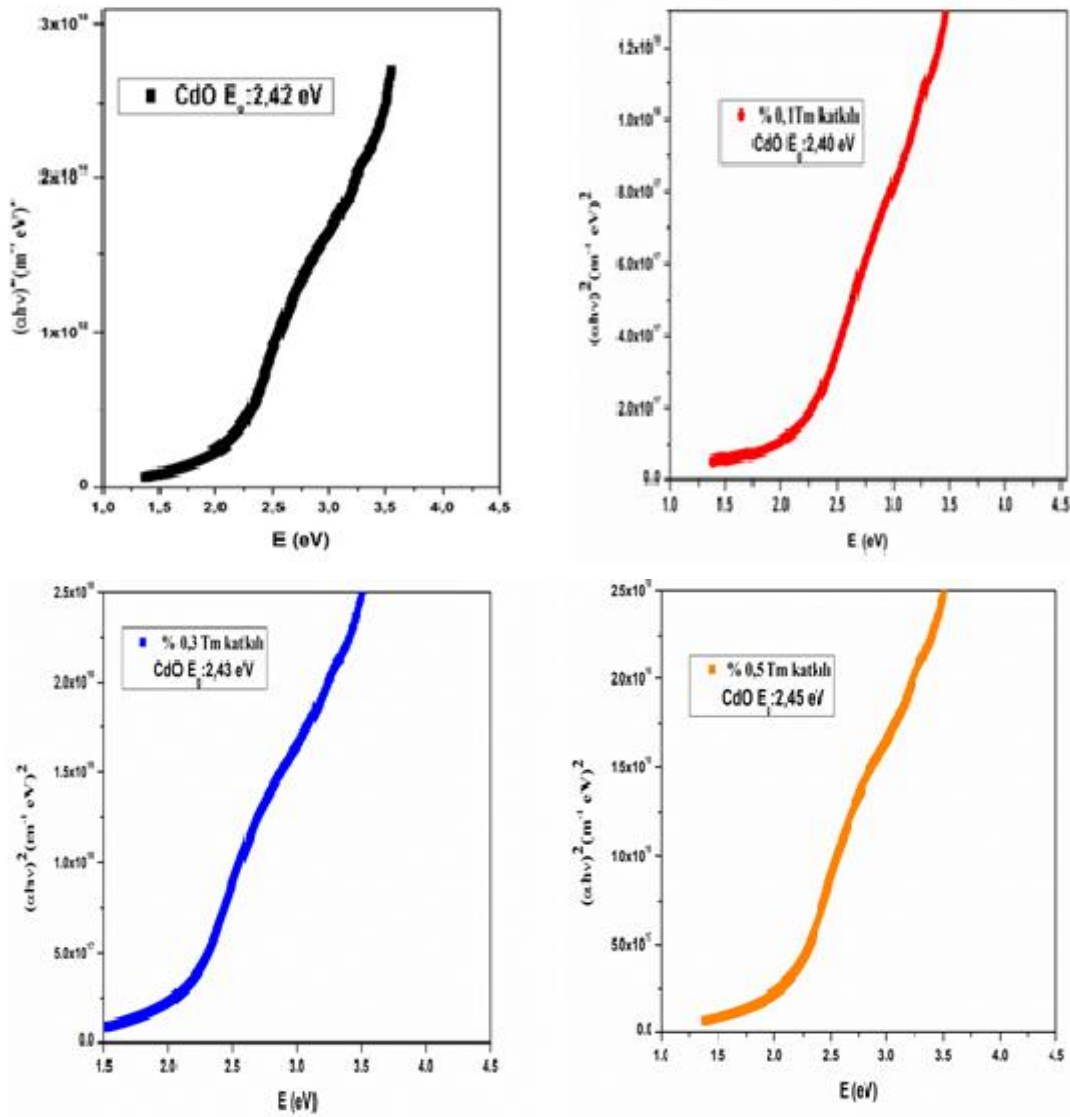 3x10
CdO E :2,42 eV
2x10
1x10
0
1,0 1,5 2,0 2,5 3,0 3,5 4,0 4,5
E (eV)
(αhν) (m eV)
1.2x10
% 0,1Tm katkılı
CdO E :2,40 eV
1.0x10
8.0x10
6.0x10
4.0x10
2.0x10
0.0
1.0 1.5 2.0 2.5 3.0 3.5 4.0 4.5
E (eV)
(αhν)2(m-1 eV)2
2.5x10
% 0,3 Tm katkılı
CdO Eg:2,43 eV
2.0x10
1.5x10
1.0x10
5.0x10
0.0
1.5 2.0 2.5 3.0 3.5 4.0 4.5
E (eV)
(αhν)2(m-1 eV)2
25x10
% 0,5 Tm katkılı
CdO E :2,45 eV
20x10
15x10
10x10
50x10
0.0
1.0 1.5 2.0 2.5 3.0 3.5 4.0 4.5
E (eV)
(αhν)2(m-1 eV)2